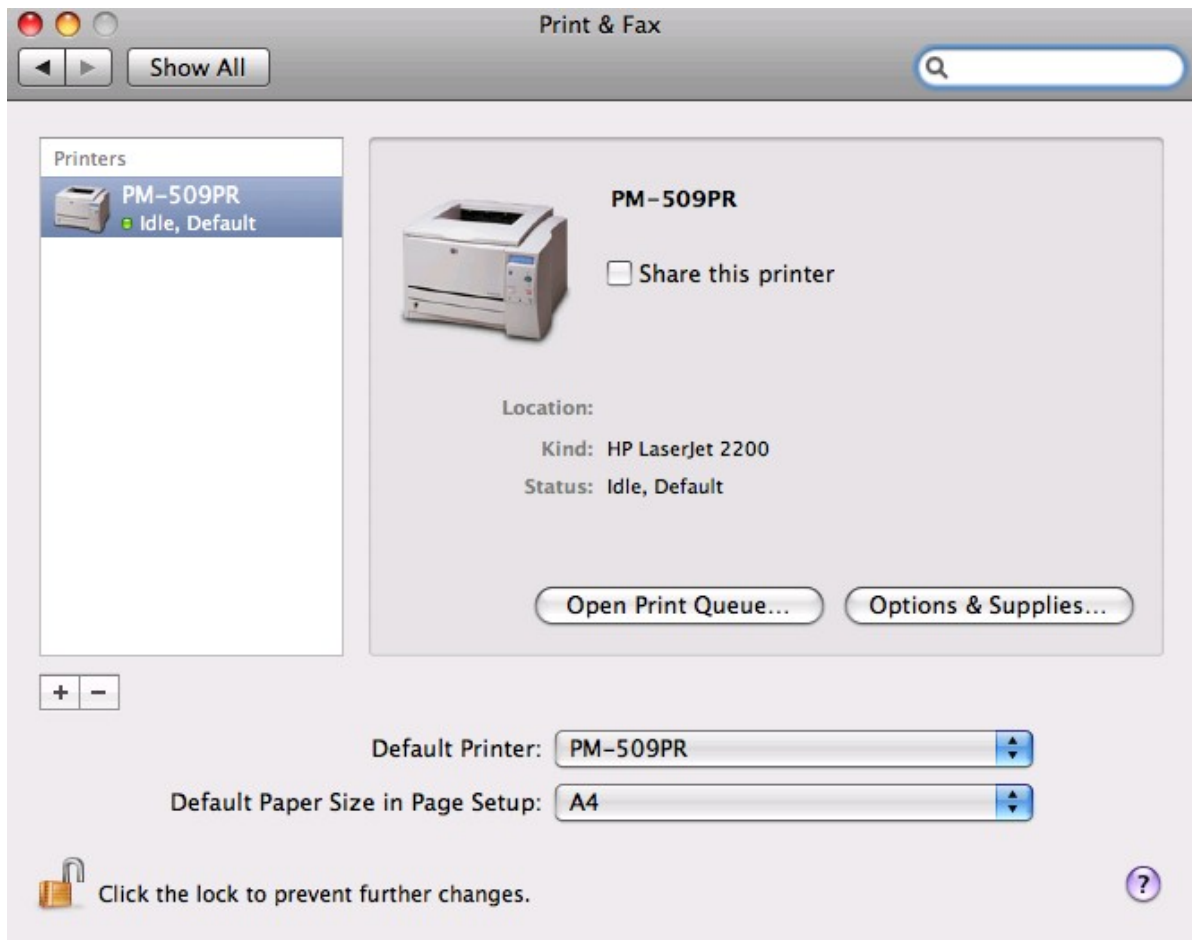 Print & Fax
Show All
Printers
PM-509PR
Idle, Default
PM-509PR
Share this printer
Location:
Kind: HP LaserJet 2200
Status: Idle, Default
Open Print Queue... Options & Supplies...
+ -
Default Printer: PM-509PR
Default Paper Size in Page Setup: A4
Click the lock to prevent further changes.
?